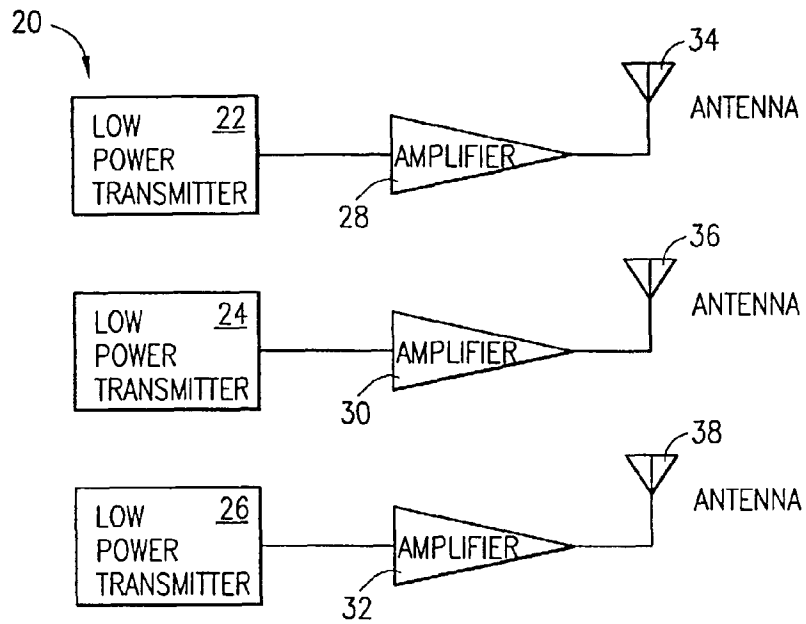 20
34
LOW 22
POWER
TRANSMITTER
AMPLIFIER
28
ANTENNA
36
LOW 24
POWER
TRANSMITTER
AMPLIFIER
30
ANTENNA
38
LOW 26
POWER
TRANSMITTER
AMPLIFIER
32
ANTENNA